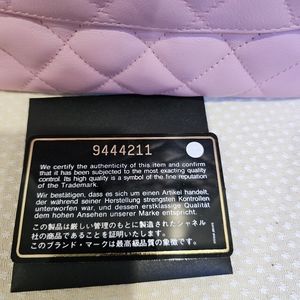 9444211
We certify the authenticity of this item and confirm
that it has been subjected to the most exacting quality
control. Its high quality is a symbol of the fine reputation
of the Trademark.
Wir bestätigen, dass es sich um einen Artikel handelt,
der während seiner Herstellung strengsten Kontrollen
unterworfen war, und dessen erstklassige Qualität
dem hohen Ansehen unserer Marke entspricht.
この製品は厳しい管理のもとに製造されたシャネル
社の商品であることを証明いたします。
このブランド・マークは最高級品質の象徴です。